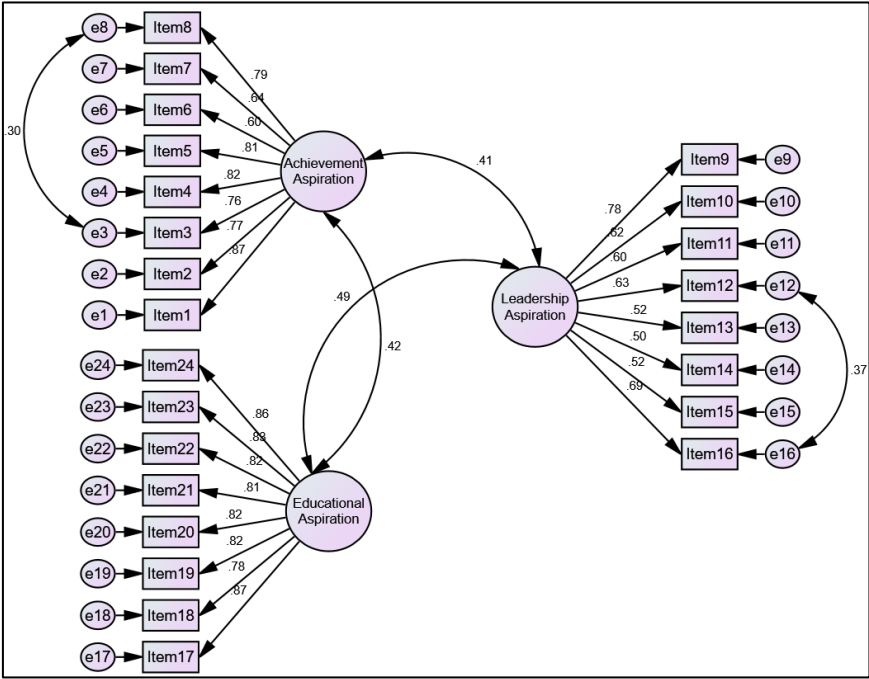 e8 Item8
.79
e7 Item7
.64
e6 Item6
.60
e5 Item5
.81
e4 Item4
.82
e3 Item3
.76
e2 Item2
.77
e1 Item1
.87
.30
Achievement
Aspiration
.41
.49
.42
Leadership
Aspiration
.78
Item9 e9
.62
Item10 e10
.60
Item11 e11
.63
Item12 e12
.52
Item13 e13
.50
Item14 e14
.52
Item15 e15
.69
Item16 e16
.37
e24 Item24
.86
e23 Item23
.83
e22 Item22
.82
e21 Item21
.81
e20 Item20
.82
e19 Item19
.82
e18 Item18
.78
e17 Item17
.87
Educational
Aspiration